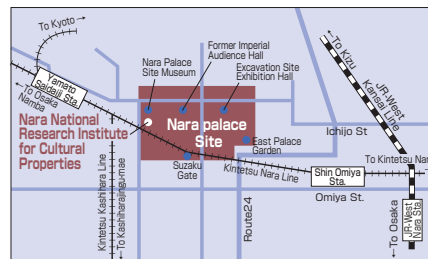 To Kyoto
Former Imperial
Audience Hall
Nara Palace
Site Museum
Excavation Site
Exhibition Hall
←To Kizu
JR-West
Kansai Line
Yamato
Saidaiji Sta.
←To Osaka
Namba
Nara National
Research Institute
for Cultural
Properties
Nara palace
Site
Ichijo St
East Palace
Garden
To Kintetsu Nara
Suzaku
Gate
Kintetsu Nara Line
Shin Omiya
Sta.
Omiya St.
Kintetsu Kashihara Line
←To Kashiharajingu-mae
Route24
JR-West
Nara Sta
←To Osaka